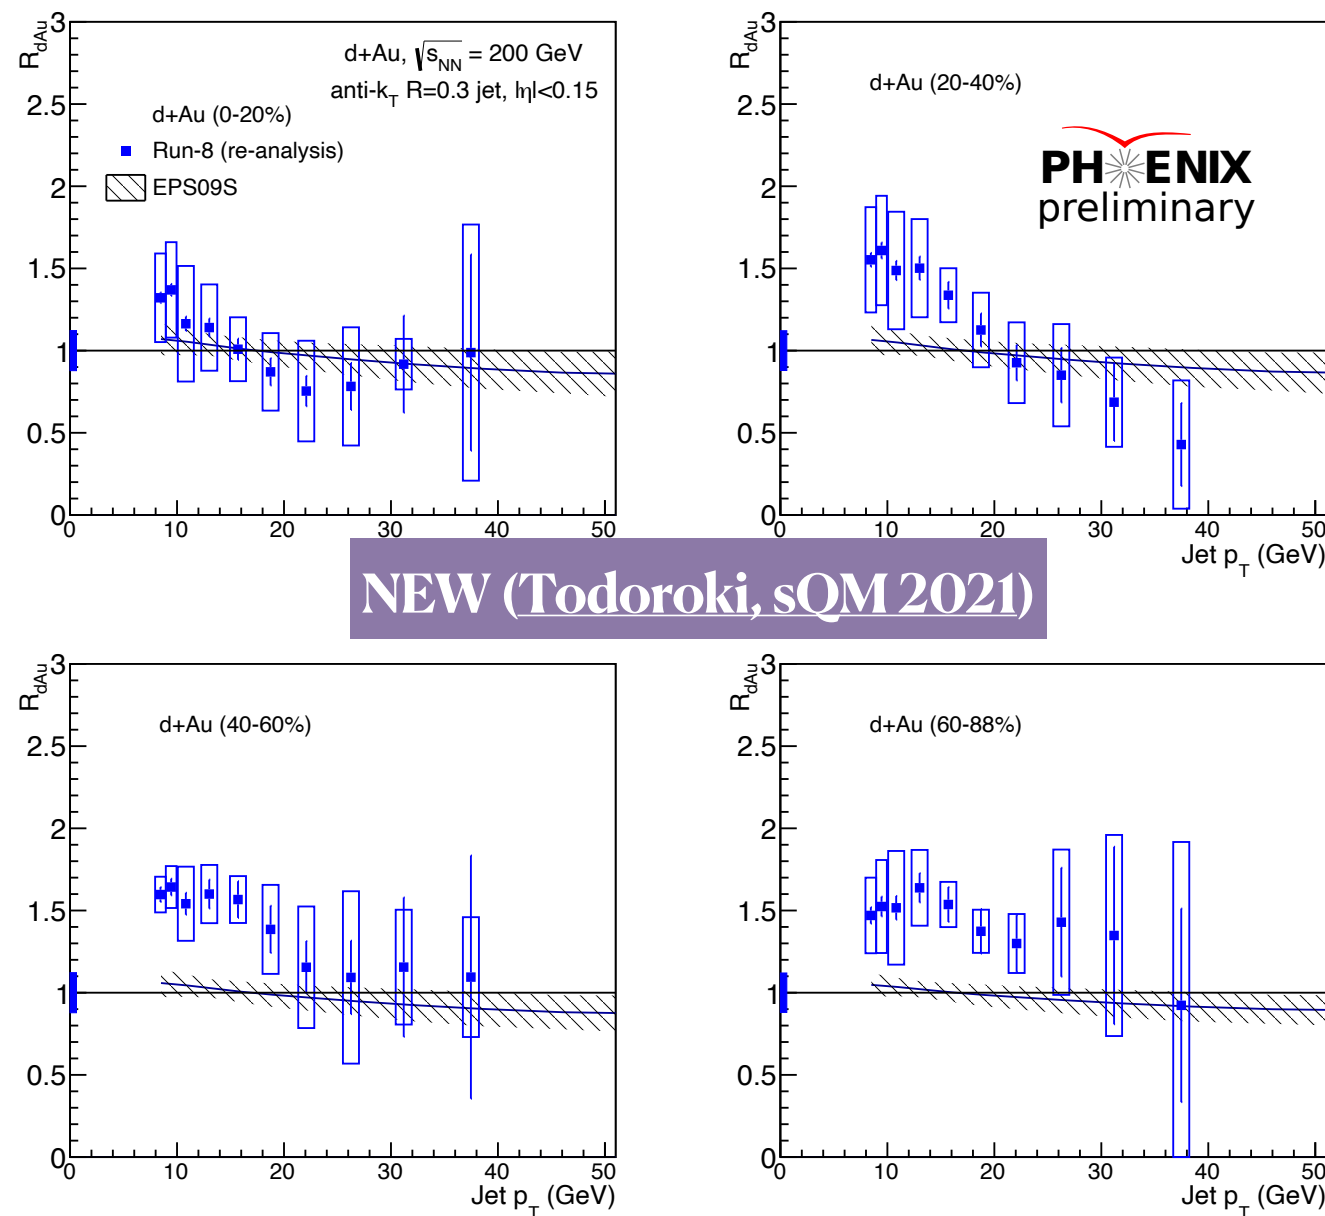 R_dAu
3
2.5
2
1.5
1
0.5
0
d+Au, √s_NN = 200 GeV
anti-k_T R=0.3 jet, |η|<0.15
d+Au (0-20%)
Run-8 (re-analysis)
EPS09S
0 10 20 30 40 50
R_dAu
3
2.5
2
1.5
1
0.5
0
d+Au (20-40%)
PHENIX
preliminary
0 10 20 30 40 50
Jet p_T (GeV)
NEW (Todoroki, sQM 2021)
R_dAu
3
2.5
2
1.5
1
0.5
0
d+Au (40-60%)
0 10 20 30 40 50
Jet p_T (GeV)
R_dAu
3
2.5
2
1.5
1
0.5
0
d+Au (60-88%)
0 10 20 30 40 50
Jet p_T (GeV)